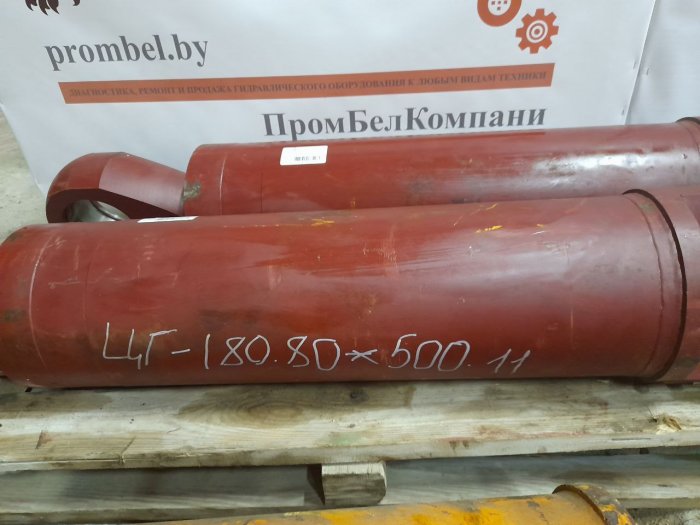 prombel.by
ДИАГНОСТИКА, РЕМОНТ И ПРОДАЖА ГИДРАВЛИЧЕСКОГО ОБОРУДОВАНИЯ К ЛЮБЫМ ВИДАМ ТЕХНИКИ
ПромБелКомпани
ЦГ-180.80*500.11